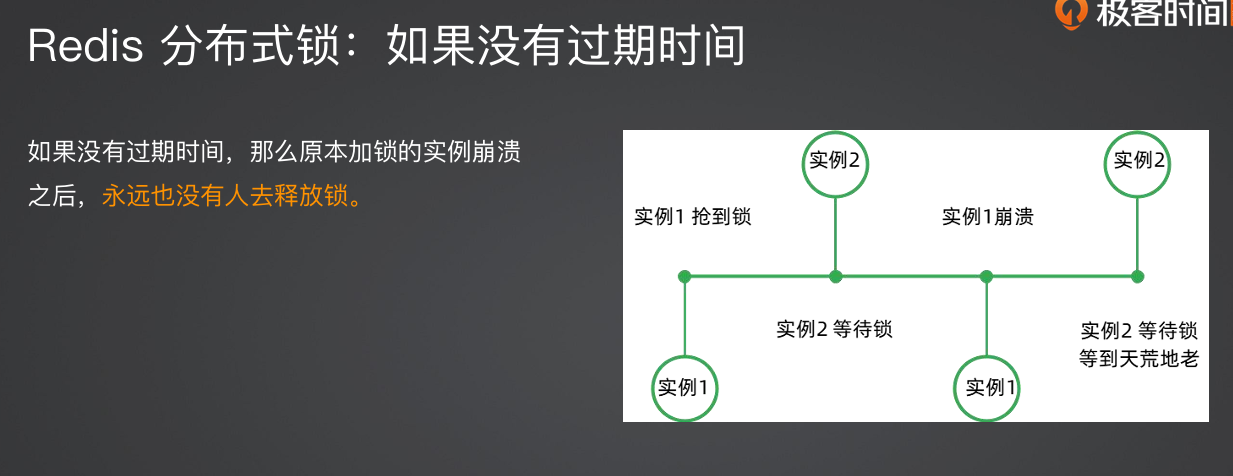 极客时间
Redis 分布式锁：如果没有过期时间
如果没有过期时间，那么原本加锁的实例崩溃
之后，永远也没有人去释放锁。
实例2
实例2
实例1 抢到锁
实例1崩溃
实例2 等待锁
实例2 等待锁
等到天荒地老
实例1
实例1